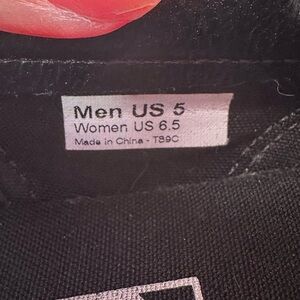 Men US 5
Women US 6.5
Made in China - T89C